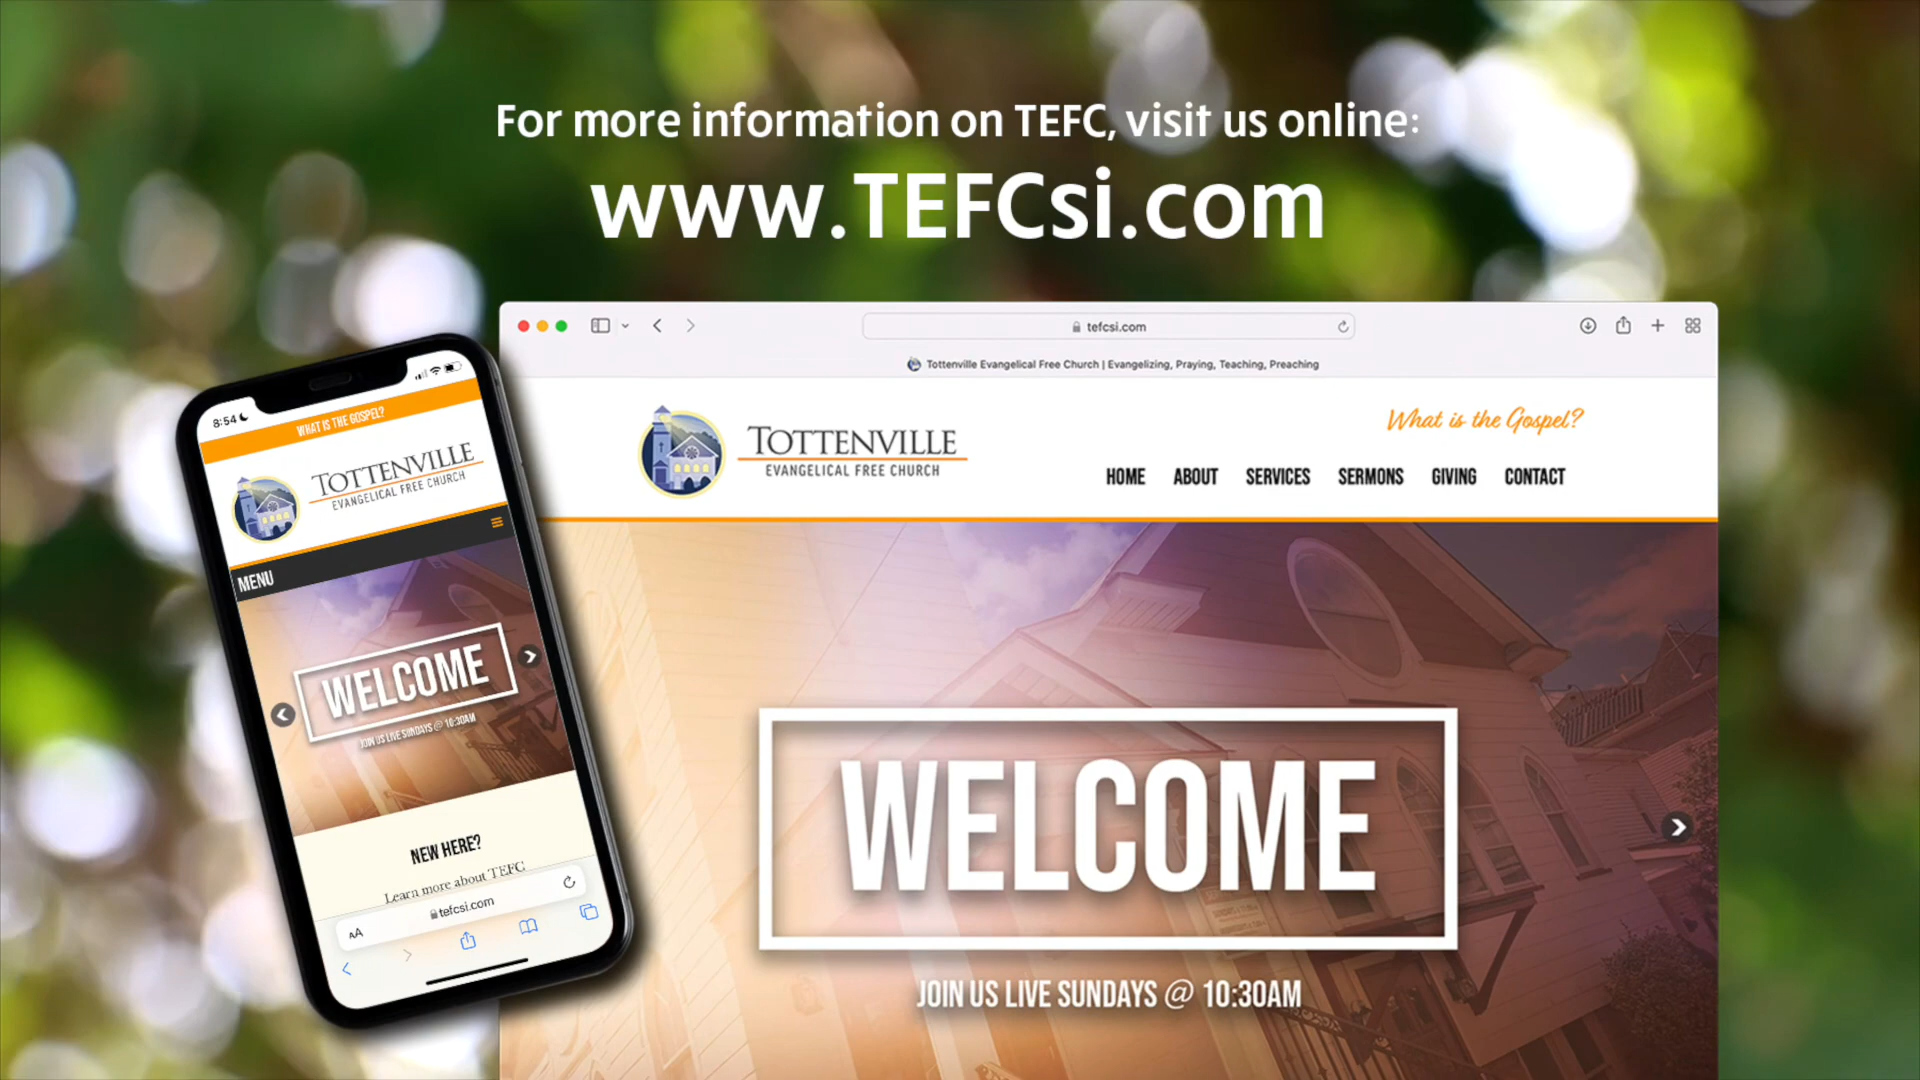 For more information on TEFC, visit us online:
www.TEFCsi.com
tefcsi.com
Tottenville Evangelical Free Church | Evangelizing, Praying, Teaching, Preaching
TOTTENVILLE
EVANGELICAL FREE CHURCH
What is the Gospel?
HOME ABOUT SERVICES SERMONS GIVING CONTACT
WELCOME
JOIN US LIVE SUNDAYS @ 10:30AM
8:54
WHAT IS THE GOSPEL?
TOTTENVILLE
EVANGELICAL FREE CHURCH
MENU
WELCOME
JOIN US LIVE SUNDAYS @ 10:30AM
NEW HERE?
Learn more about TEFC
AA tefcsi.com